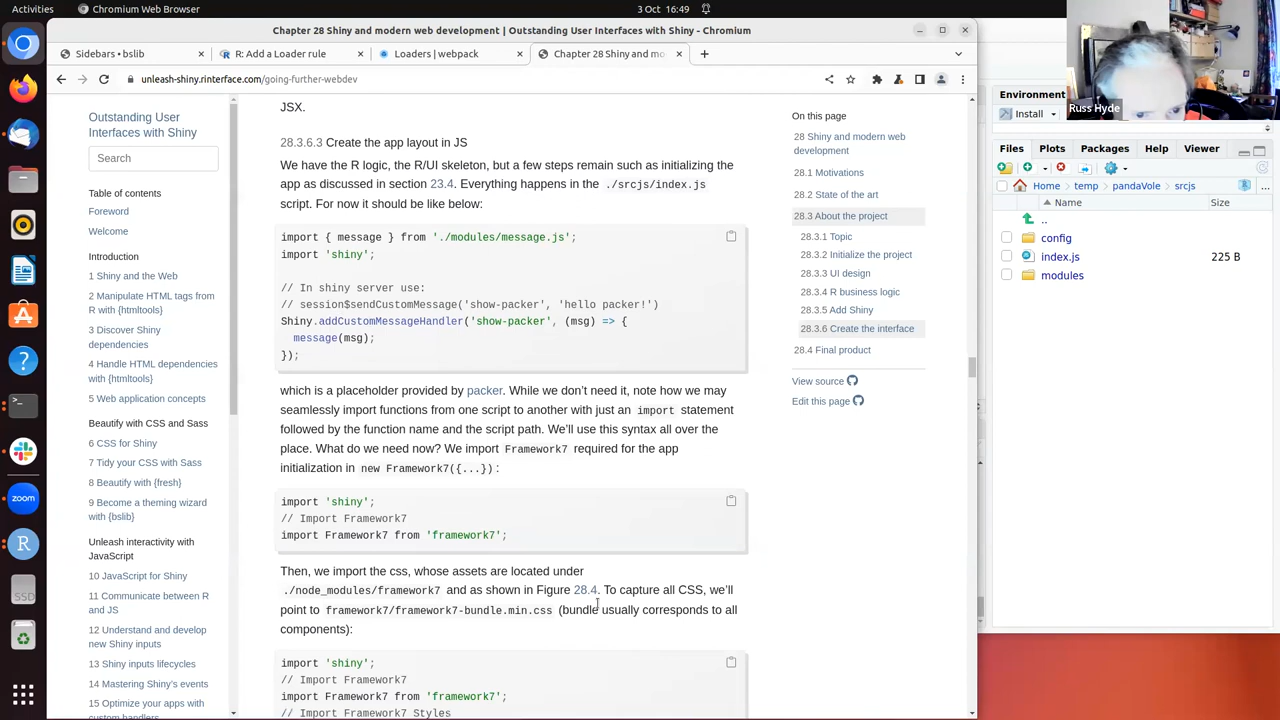 Activities
Chromium Web Browser
3 Oct 16:49
Chapter 28 Shiny and modern web development | Outstanding User Interfaces with Shiny - Chromium
Sidebars • bslib
R: Add a Loader rule
Loaders | webpack
Chapter 28 Shiny and mo
unleash-shiny.rinterface.com/going-further-webdev
Russ Hyde
Outstanding User
Interfaces with Shiny
Search
Table of contents
Foreword
Welcome
Introduction
1 Shiny and the Web
2 Manipulate HTML tags from
R with {htmltools}
3 Discover Shiny
dependencies
4 Handle HTML dependencies
with {htmltools}
5 Web application concepts
Beautify with CSS and Sass
6 CSS for Shiny
7 Tidy your CSS with Sass
8 Beautify with {fresh}
9 Become a theming wizard
with {bslib}
Unleash interactivity with
JavaScript
10 JavaScript for Shiny
11 Communicate between R
and JS
12 Understand and develop
new Shiny inputs
13 Shiny inputs lifecycles
14 Mastering Shiny's events
15 Optimize your apps with
custom handlers
JSX.
28.3.6.3 Create the app layout in JS
We have the R logic, the R/UI skeleton, but a few steps remain such as initializing the
app as discussed in section 23.4. Everything happens in the ./srcjs/index.js
script. For now it should be like below:
import { message } from './modules/message.js';
import 'shiny';
// In shiny server use:
// session$sendCustomMessage('show-packer', 'hello packer!')
Shiny.addCustomMessageHandler('show-packer', (msg) => {
message(msg);
});
which is a placeholder provided by packer. While we don't need it, note how we may
seamlessly import functions from one script to another with just an import statement
followed by the function name and the script path. We'll use this syntax all over the
place. What do we need now? We import Framework7 required for the app
initialization in new Framework7({...}) :
import 'shiny';
// Import Framework7
import Framework7 from 'framework7';
Then, we import the css, whose assets are located under
./node_modules/framework7 and as shown in Figure 28.4. To capture all CSS, we'll
point to framework7/framework7-bundle.min.css (bundle usually corresponds to all
components):
import 'shiny';
// Import Framework7
import Framework7 from 'framework7';
// Import Framework7 Styles
On this page
28 Shiny and modern web
development
28.1 Motivations
28.2 State of the art
28.3 About the project
28.3.1 Topic
28.3.2 Initialize the project
28.3.3 UI design
28.3.4 R business logic
28.3.5 Add Shiny
28.3.6 Create the interface
28.4 Final product
View source
Edit this page
Environment
Install
Files
Plots
Packages
Help
Viewer
Home
temp
pandaVole
srcjs
...
Name
Size
..
config
index.js
225 B
modules
zoom
R
SSD